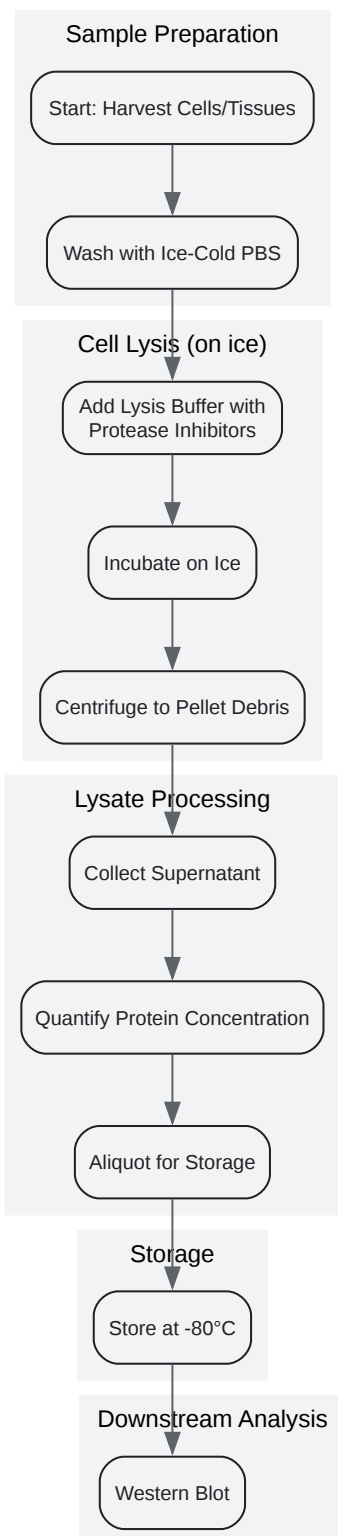 Sample Preparation
Start: Harvest Cells/Tissues
Wash with Ice-Cold PBS
Cell Lysis (on ice)
Add Lysis Buffer with
Protease Inhibitors
Incubate on Ice
Centrifuge to Pellet Debris
Lysate Processing
Collect Supernatant
Quantify Protein Concentration
Aliquot for Storage
Storage
Store at -80°C
Downstream Analysis
Western Blot